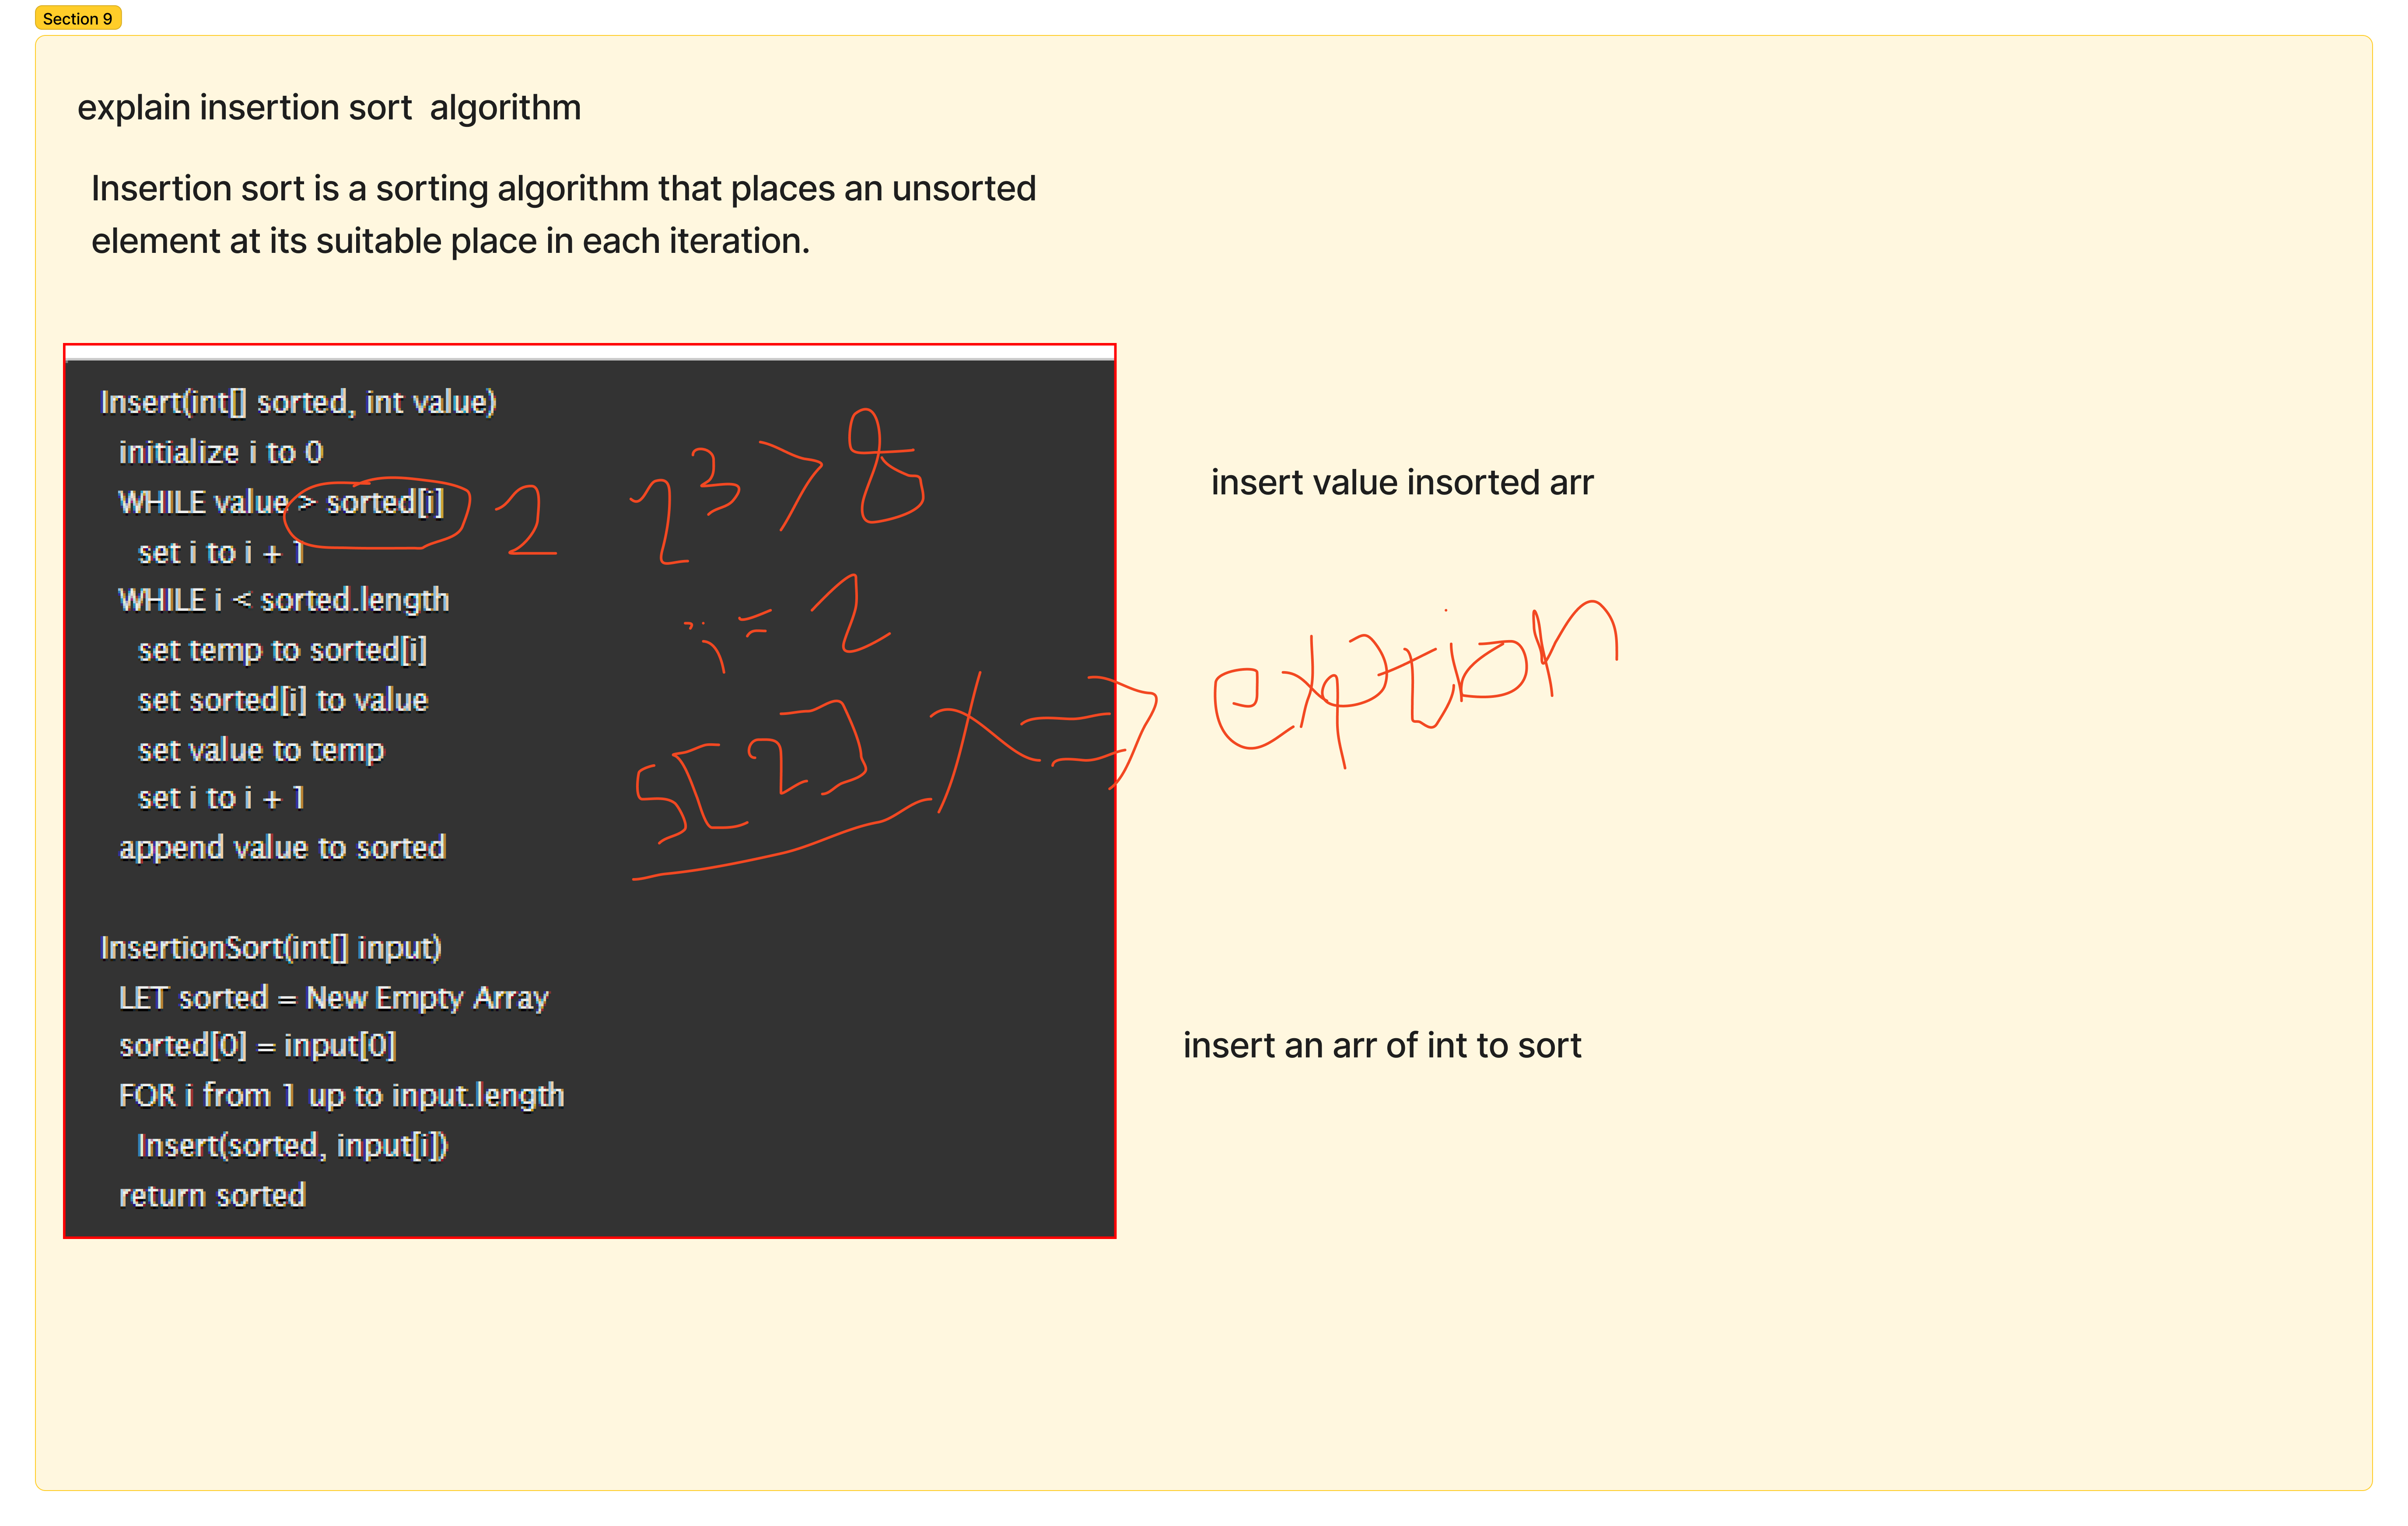 Section 9
explain insertion sort  algorithm
Insertion sort is a sorting algorithm that places an unsorted
element at its suitable place in each iteration.
Insert(int[] sorted, int value)
initialize i to 0
WHILE value > sorted[i]
set i to i + 1
WHILE i < sorted.length
set temp to sorted[i]
set sorted[i] to value
set value to temp
set i to i + 1
append value to sorted
InsertionSort(int[] input)
LET sorted = New Empty Array
sorted[0] = input[0]
FOR i from 1 up to input.length
Insert(sorted, input[i])
return sorted
2
i = 2
S[2]
insert value insorted arr
exption
insert an arr of int to sort